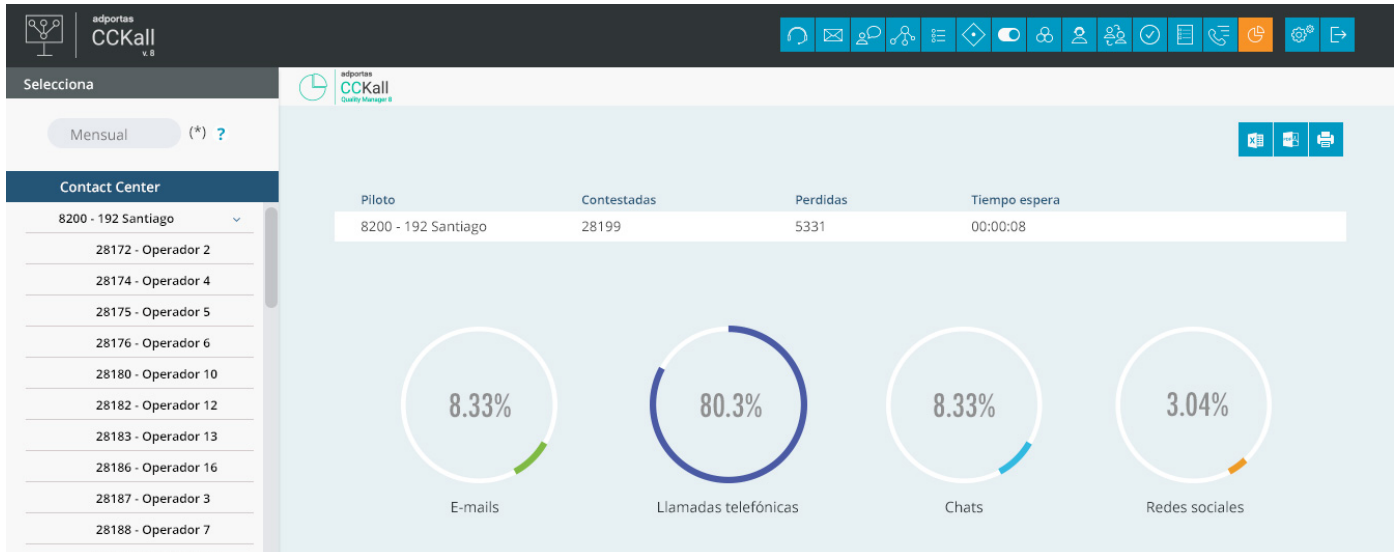 adportas
CCKall
v. 8
Selecciona
adportas
CCKall
Quality Manager 8
Mensual (*) ?
Contact Center
8200 - 192 Santiago
28172 - Operador 2
28174 - Operador 4
28175 - Operador 5
28176 - Operador 6
28180 - Operador 10
28182 - Operador 12
28183 - Operador 13
28186 - Operador 16
28187 - Operador 3
28188 - Operador 7
Piloto Contestadas Perdidas Tiempo espera
8200 - 192 Santiago 28199 5331 00:00:08
8.33% 80.3% 8.33% 3.04%
E-mails Llamadas telefónicas Chats Redes sociales